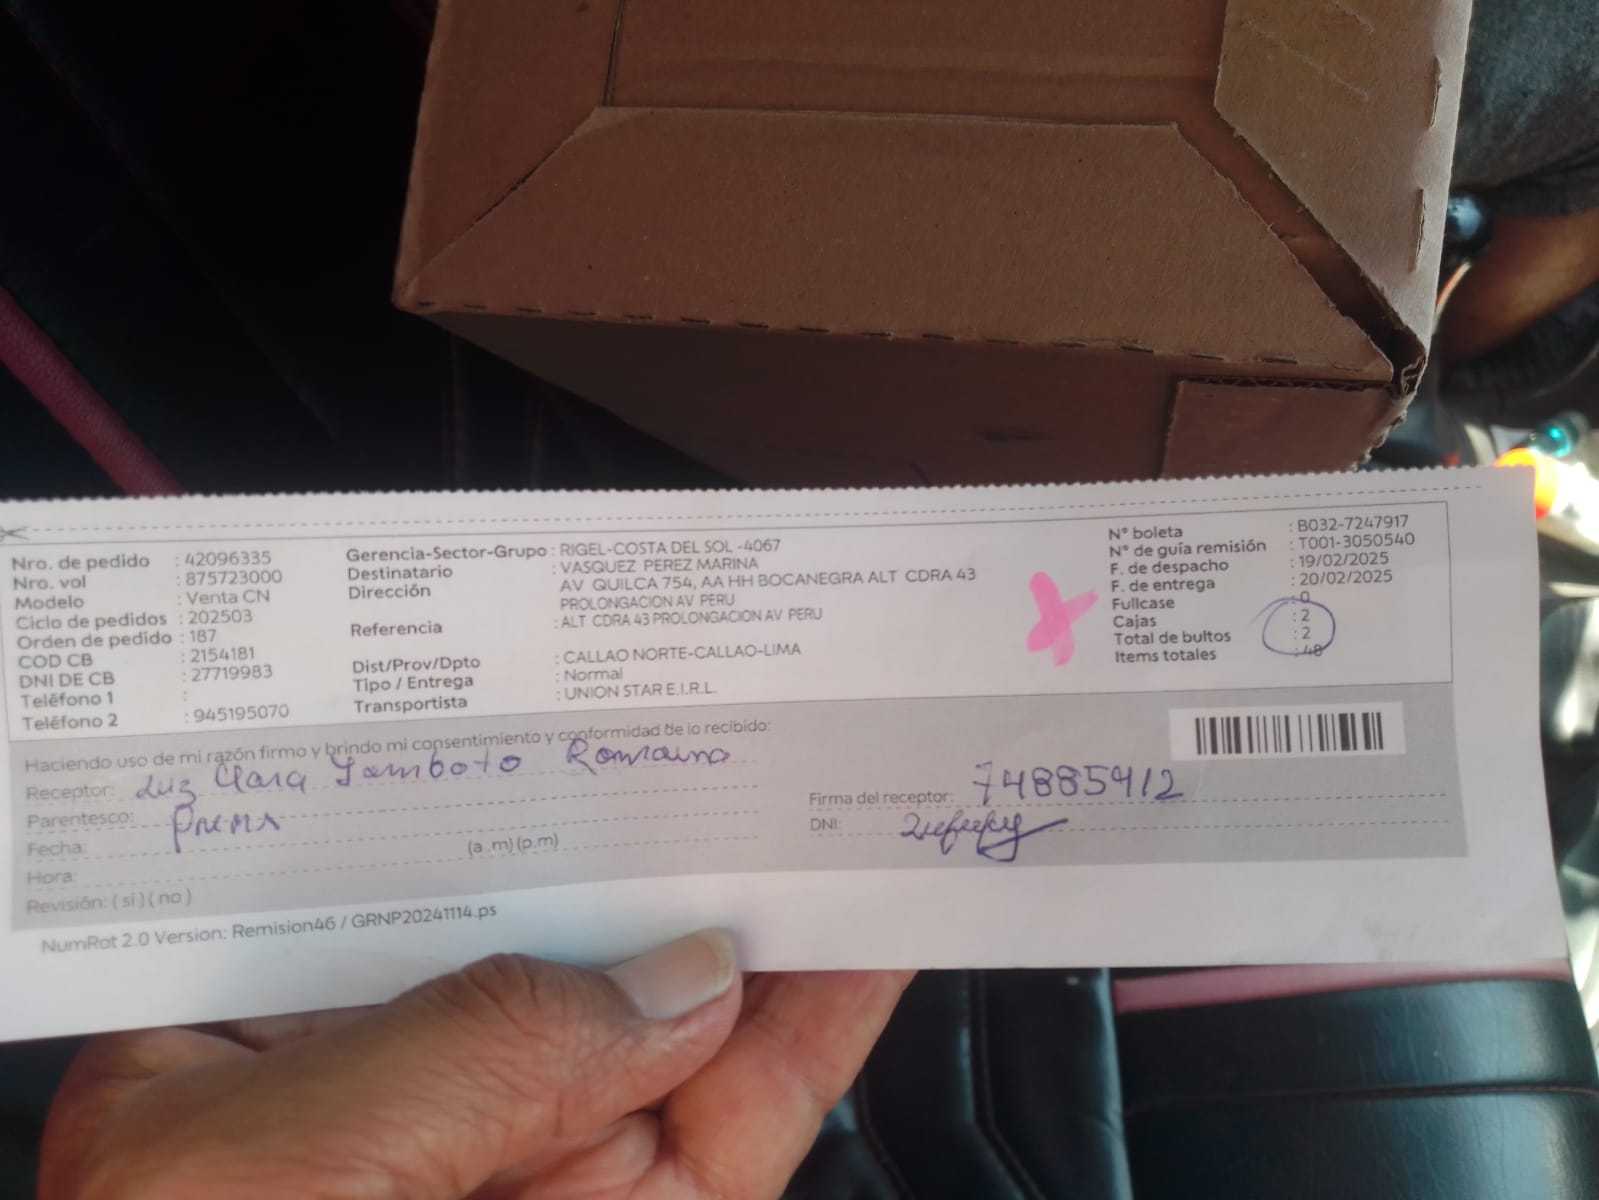 Nro. de pedido : 42096335
Nro. vol : 875723000
Modelo : Venta CN
Ciclo de pedidos : 202503
Orden de pedido : 187
COD CB : 2154181
DNI DE CB : 27719983
Teléfono 1 :
Teléfono 2 : 945195070
Gerencia-Sector-Grupo : RIGEL-COSTA DEL SOL -4067
Destinatario : VASQUEZ PEREZ MARINA
Dirección AV QUILCA 754, AA HH BOCANEGRA ALT CDRA 43
PROLONGACION AV PERU
Referencia : ALT CDRA 43 PROLONGACION AV PERU
Dist/Prov/Dpto : CALLAO NORTE-CALLAO-LIMA
Tipo / Entrega : Normal
Transportista : UNION STAR E.I.R.L.
N° boleta : B032-7247917
N° de guía remisión : T001-3050540
F. de despacho : 19/02/2025
F. de entrega : 20/02/2025
Fullcase : 0
Cajas : 2
Total de bultos : 2
Items totales : 48
Haciendo uso de mi razón firmo y brindo mi consentimiento y conformidad de lo recibido:
Receptor: Luz Clara
Parentesco:
Fecha:
Hora: (a .m) (p.m)
Revisión: ( sí ) ( no )
Firma del receptor: 74885912
DNI:
NumRot 2.0 Version: Remision46 / GRNP20241114.ps